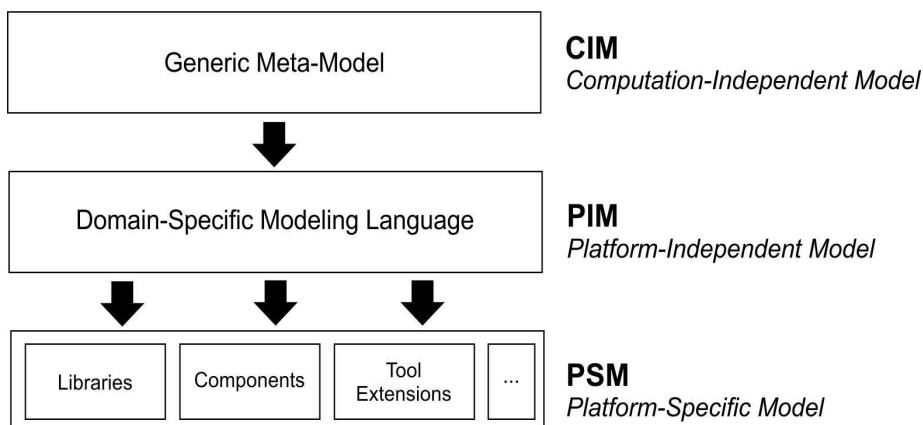 Generic Meta-Model
CIM
Computation-Independent Model
Domain-Specific Modeling Language
PIM
Platform-Independent Model
Libraries
Components
Tool
Extensions
...
PSM
Platform-Specific Model